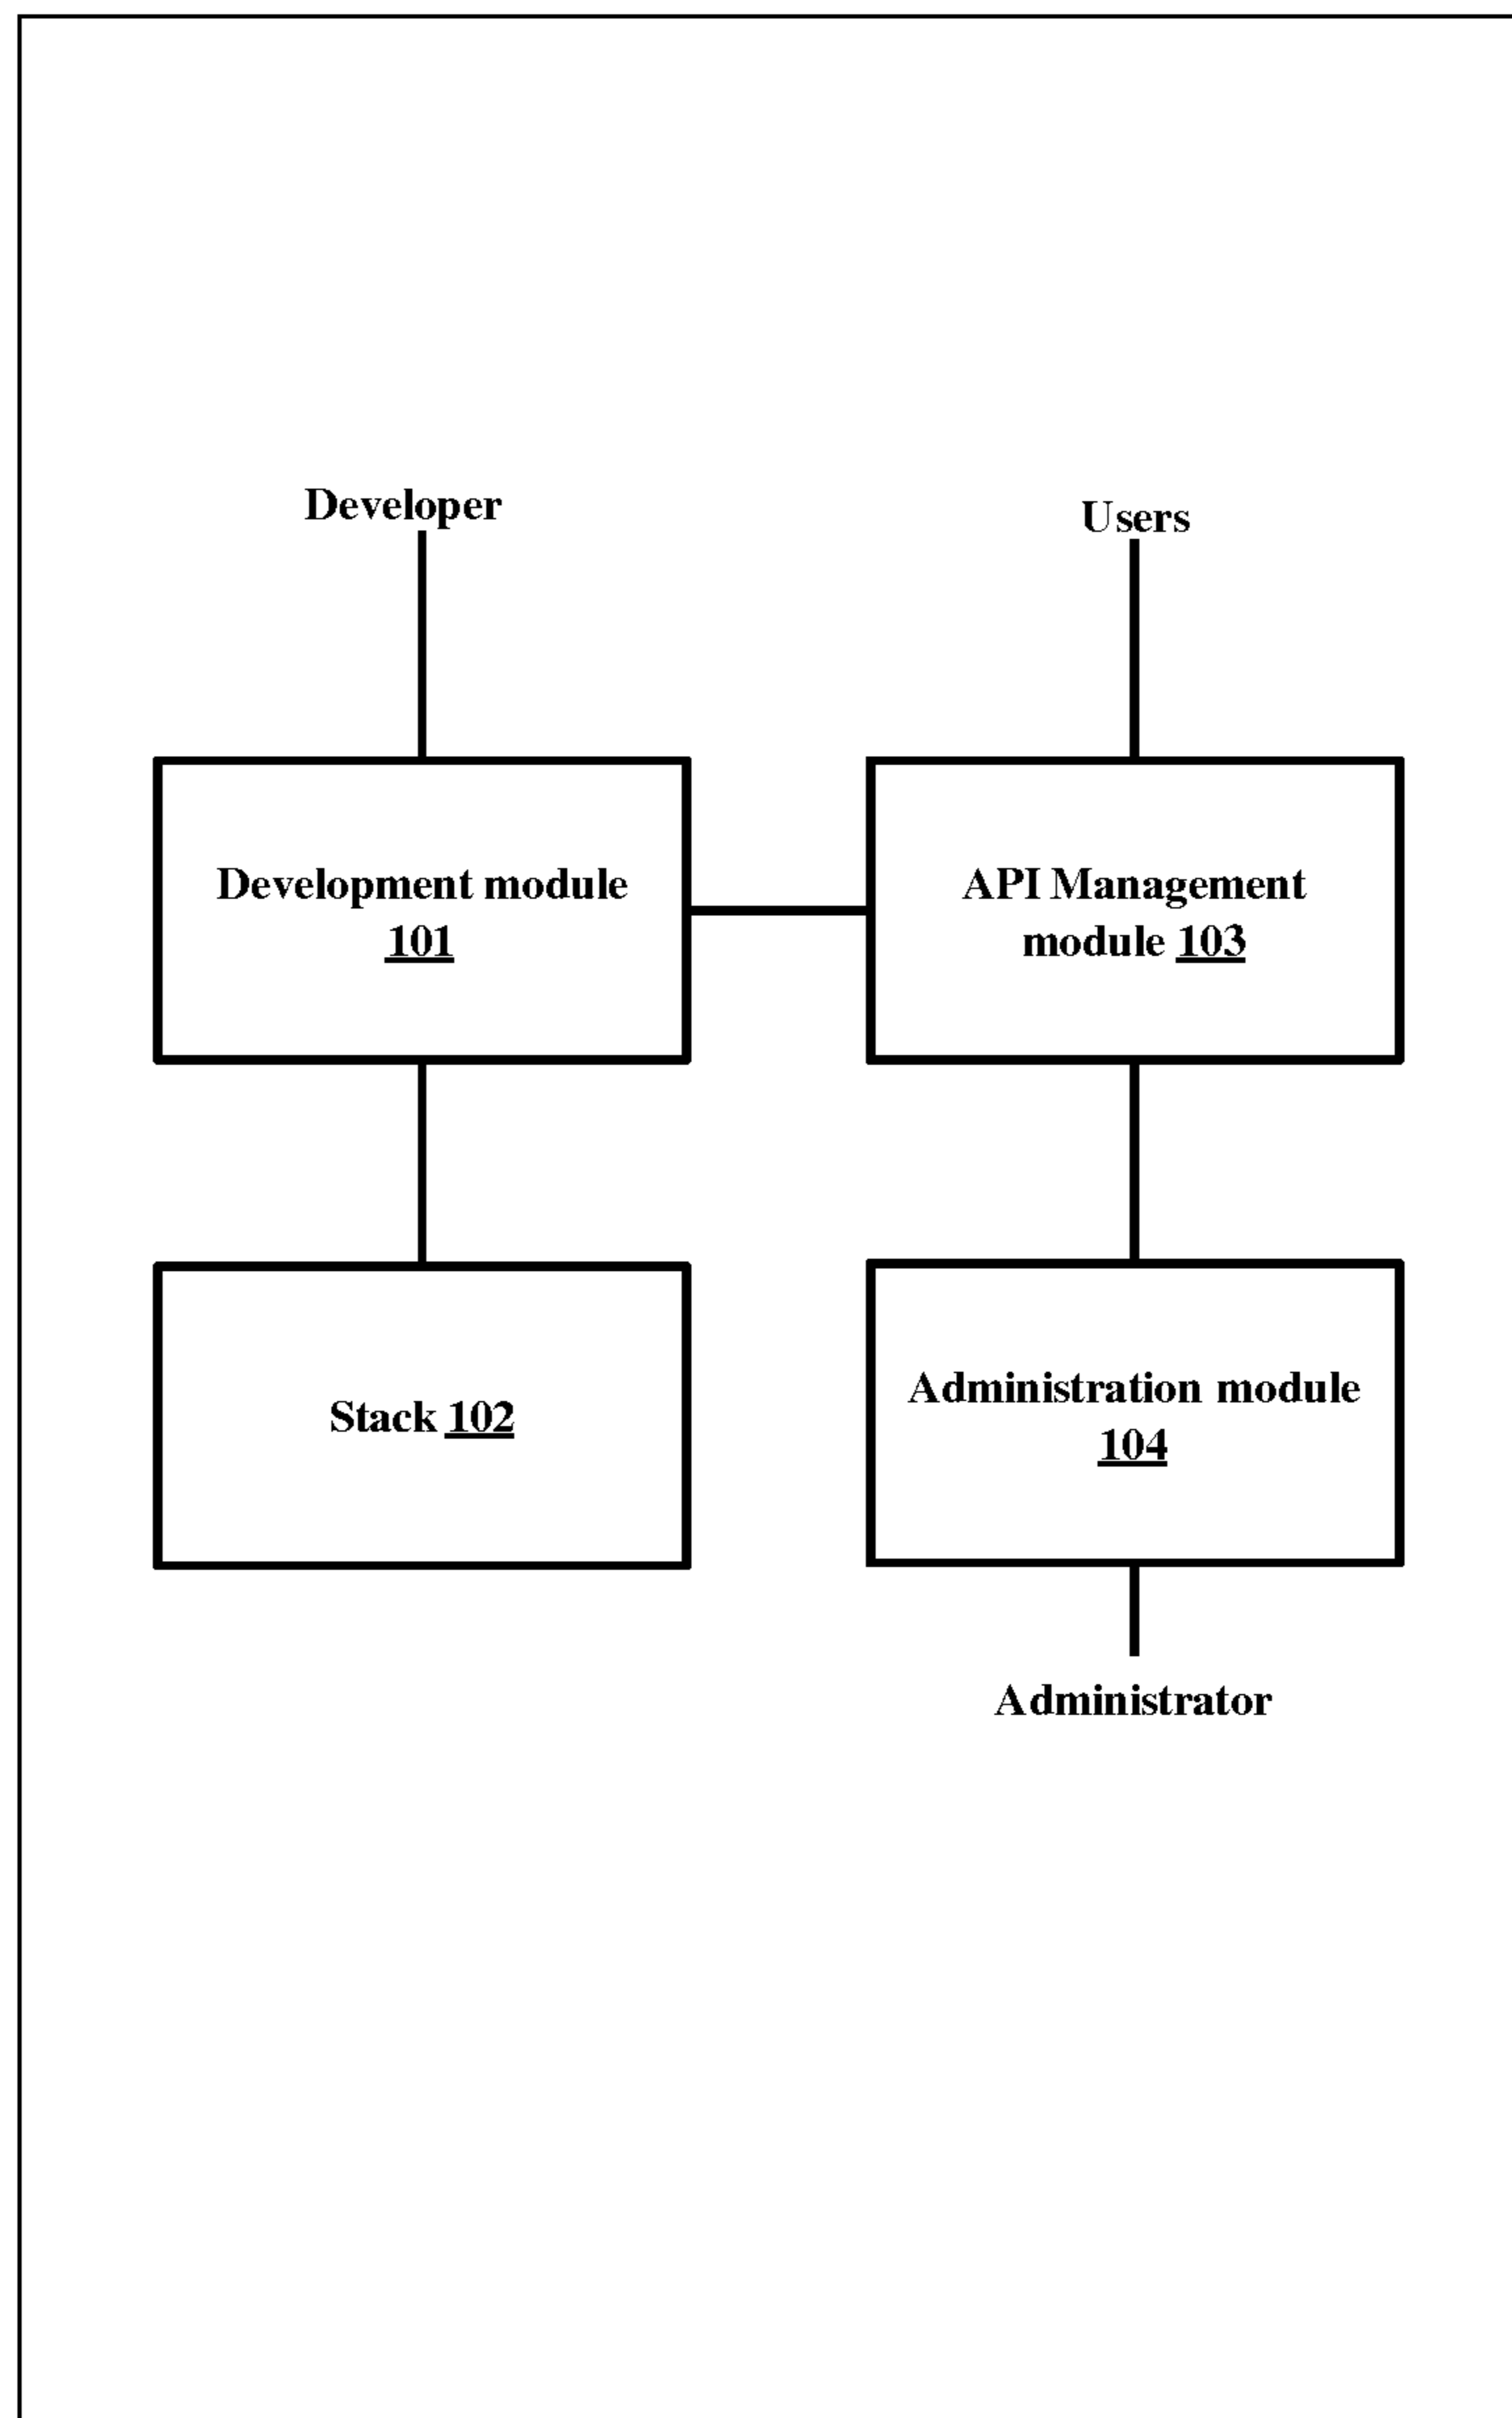 Developer
Users
Development module
101
API Management
module 103
Stack 102
Administration module
104
Administrator